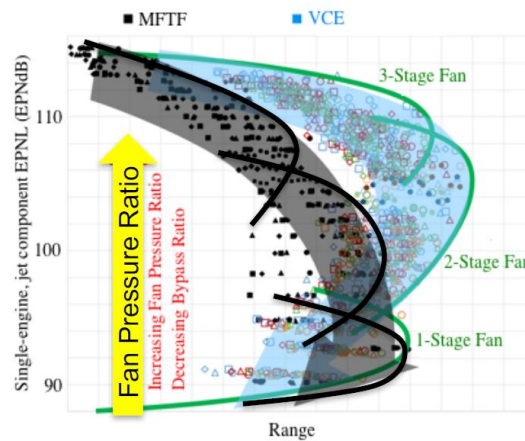 MFTF
VCE
3-Stage Fan
110
Single-engine, jet component EPNL (EPNdB)
Fan Pressure Ratio
Increasing Fan Pressure Ratio
Decreasing Bypass Ratio
100
2-Stage Fan
1-Stage Fan
90
Range